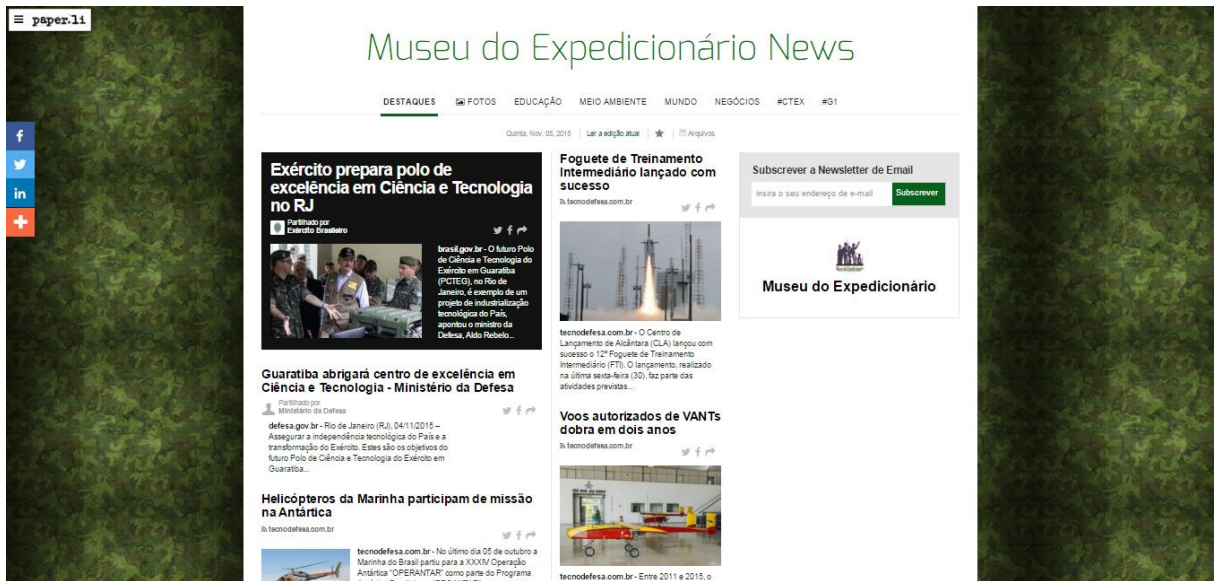 ≡ paper.li
Museu do Expedicionário News
DESTAQUES FOTOS EDUCAÇÃO MEIO AMBIENTE MUNDO NEGÓCIOS #CTEX #G1
Quinta, Nov. 05, 2015 Ler a edição atual Arquivos
Exército prepara polo de
excelência em Ciência e Tecnologia
no RJ
Partilhado por
Exército Brasileiro
brasil.gov.br - O futuro Polo
de Ciência e Tecnologia do
Exército em Guaratiba
(PCTEG), no Rio de
Janeiro, é exemplo de um
projeto de industrialização
tecnológica do País,
apontou o ministro da
Defesa, Aldo Rebelo...
Guaratiba abrigará centro de excelência em
Ciência e Tecnologia - Ministério da Defesa
Partilhado por
Ministério da Defesa
defesa.gov.br - Rio de Janeiro (RJ), 04/11/2015 –
Assegurar a independência tecnológica do País e a
transformação do Exército. Estes são os objetivos do
futuro Polo de Ciência e Tecnologia do Exército em
Guaratiba...
Helicópteros da Marinha participam de missão
na Antártica
tecnodefesa.com.br
tecnodefesa.com.br - No último dia 05 de outubro a
Marinha do Brasil partiu para a XXXIV Operação
Antártica "OPERANTAR" como parte do Programa
Foguete de Treinamento
Intermediário lançado com
sucesso
tecnodefesa.com.br
tecnodefesa.com.br - O Centro de
Lançamento de Alcântara (CLA) lançou com
sucesso o 12º Foguete de Treinamento
Intermediário (FTI). O lançamento, realizado
na última sexta-feira (30), faz parte das
atividades previstas...
Voos autorizados de VANTs
dobra em dois anos
tecnodefesa.com.br
tecnodefesa.com.br - Entre 2011 e 2015, o
Subscrever a Newsletter de Email
insira o seu endereço de e-mail Subscrever
Museu do Expedicionário